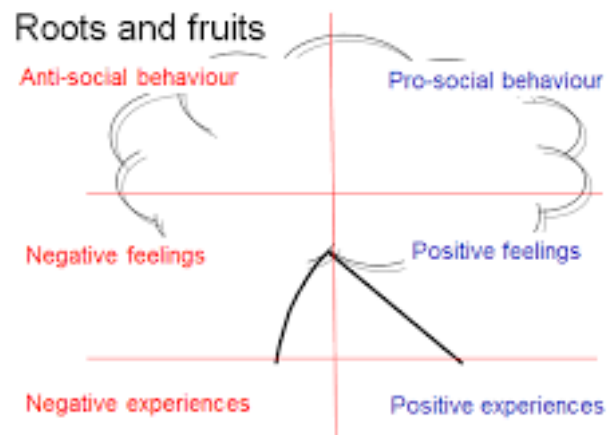 Roots and fruits
Anti-social behaviour
Pro-social behaviour
Negative feelings
Positive feelings
Negative experiences
Positive experiences